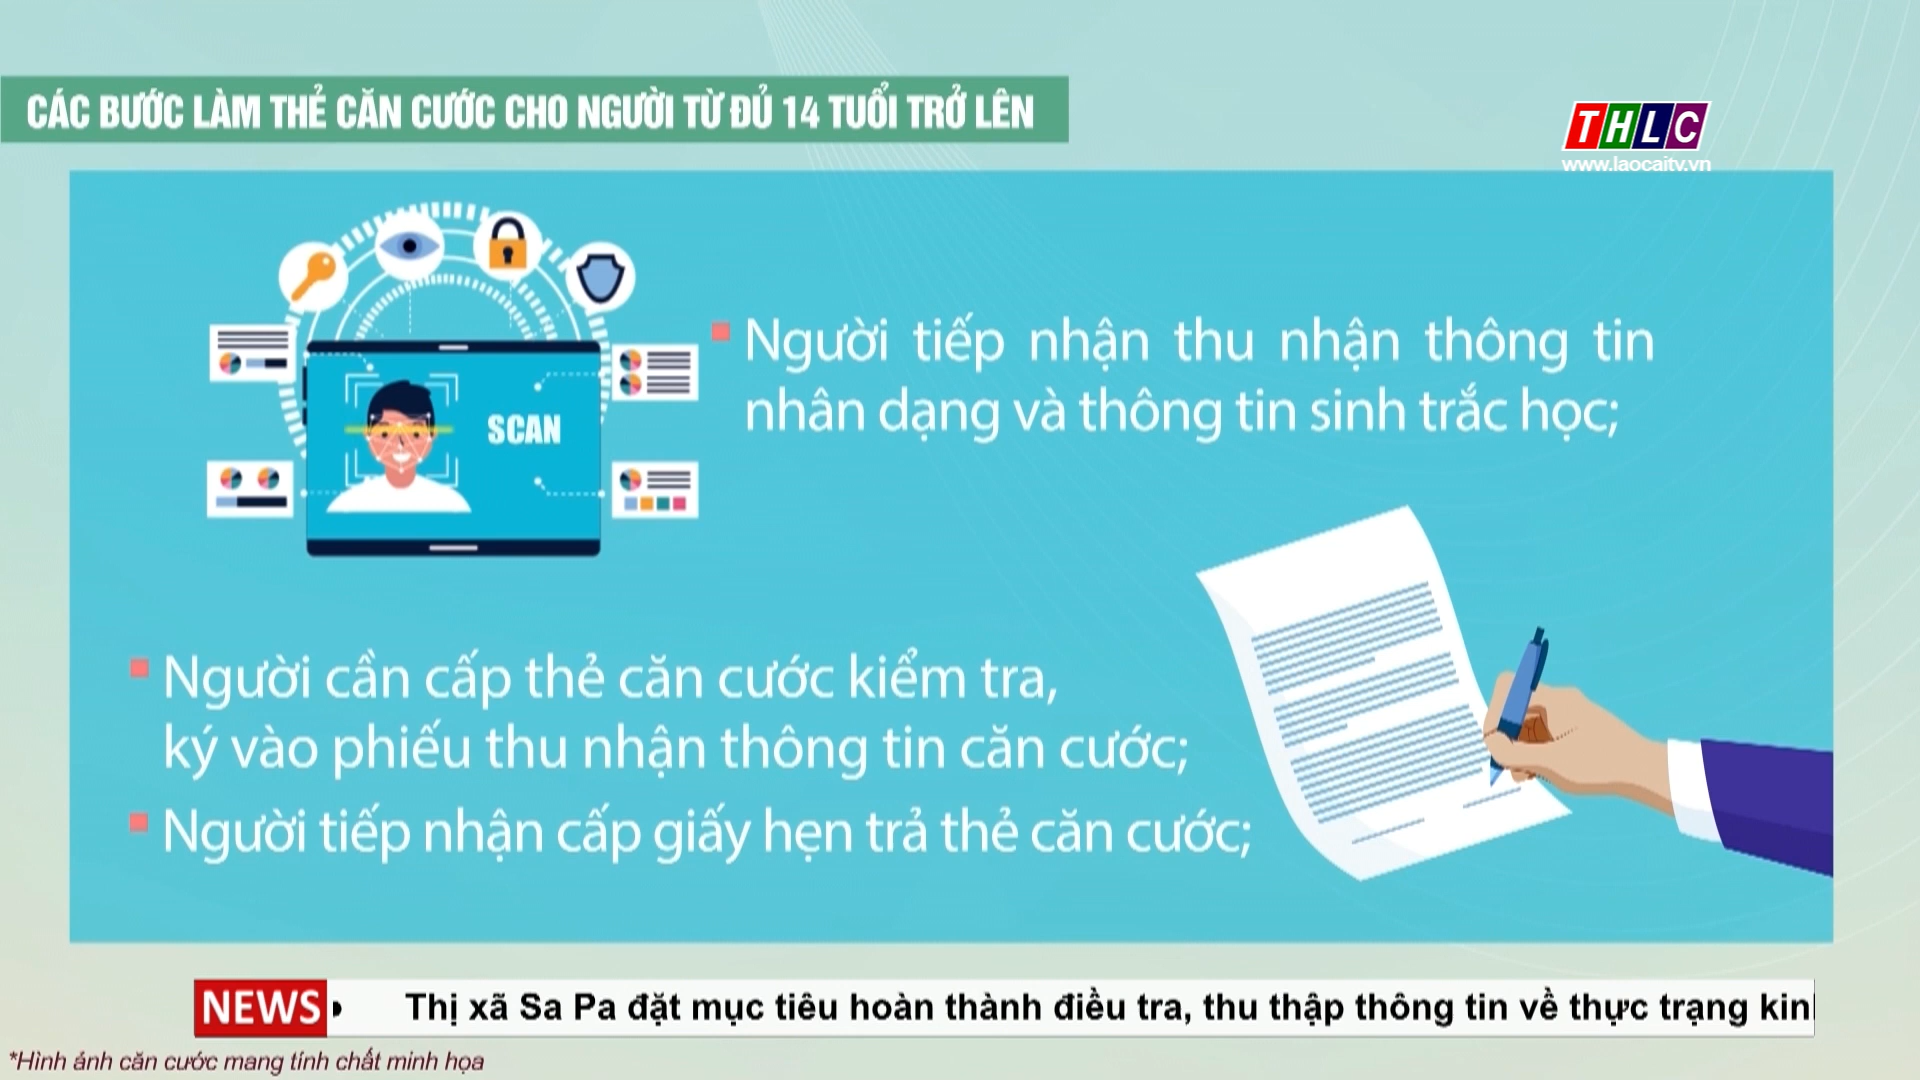 CÁC BƯỚC LÀM THẺ CĂN CƯỚC CHO NGƯỜI TỪ ĐỦ 14 TUỔI TRỞ LÊN
THLC
www.laocaitv.vn
SCAN
Người tiếp nhận thu nhận thông tin
nhân dạng và thông tin sinh trắc học;
Người cần cấp thẻ căn cước kiểm tra,
ký vào phiếu thu nhận thông tin căn cước;
Người tiếp nhận cấp giấy hẹn trả thẻ căn cước;
NEWS
Thị xã Sa Pa đặt mục tiêu hoàn thành điều tra, thu thập thông tin về thực trạng
*Hình ảnh căn cước mang tính chất minh họa